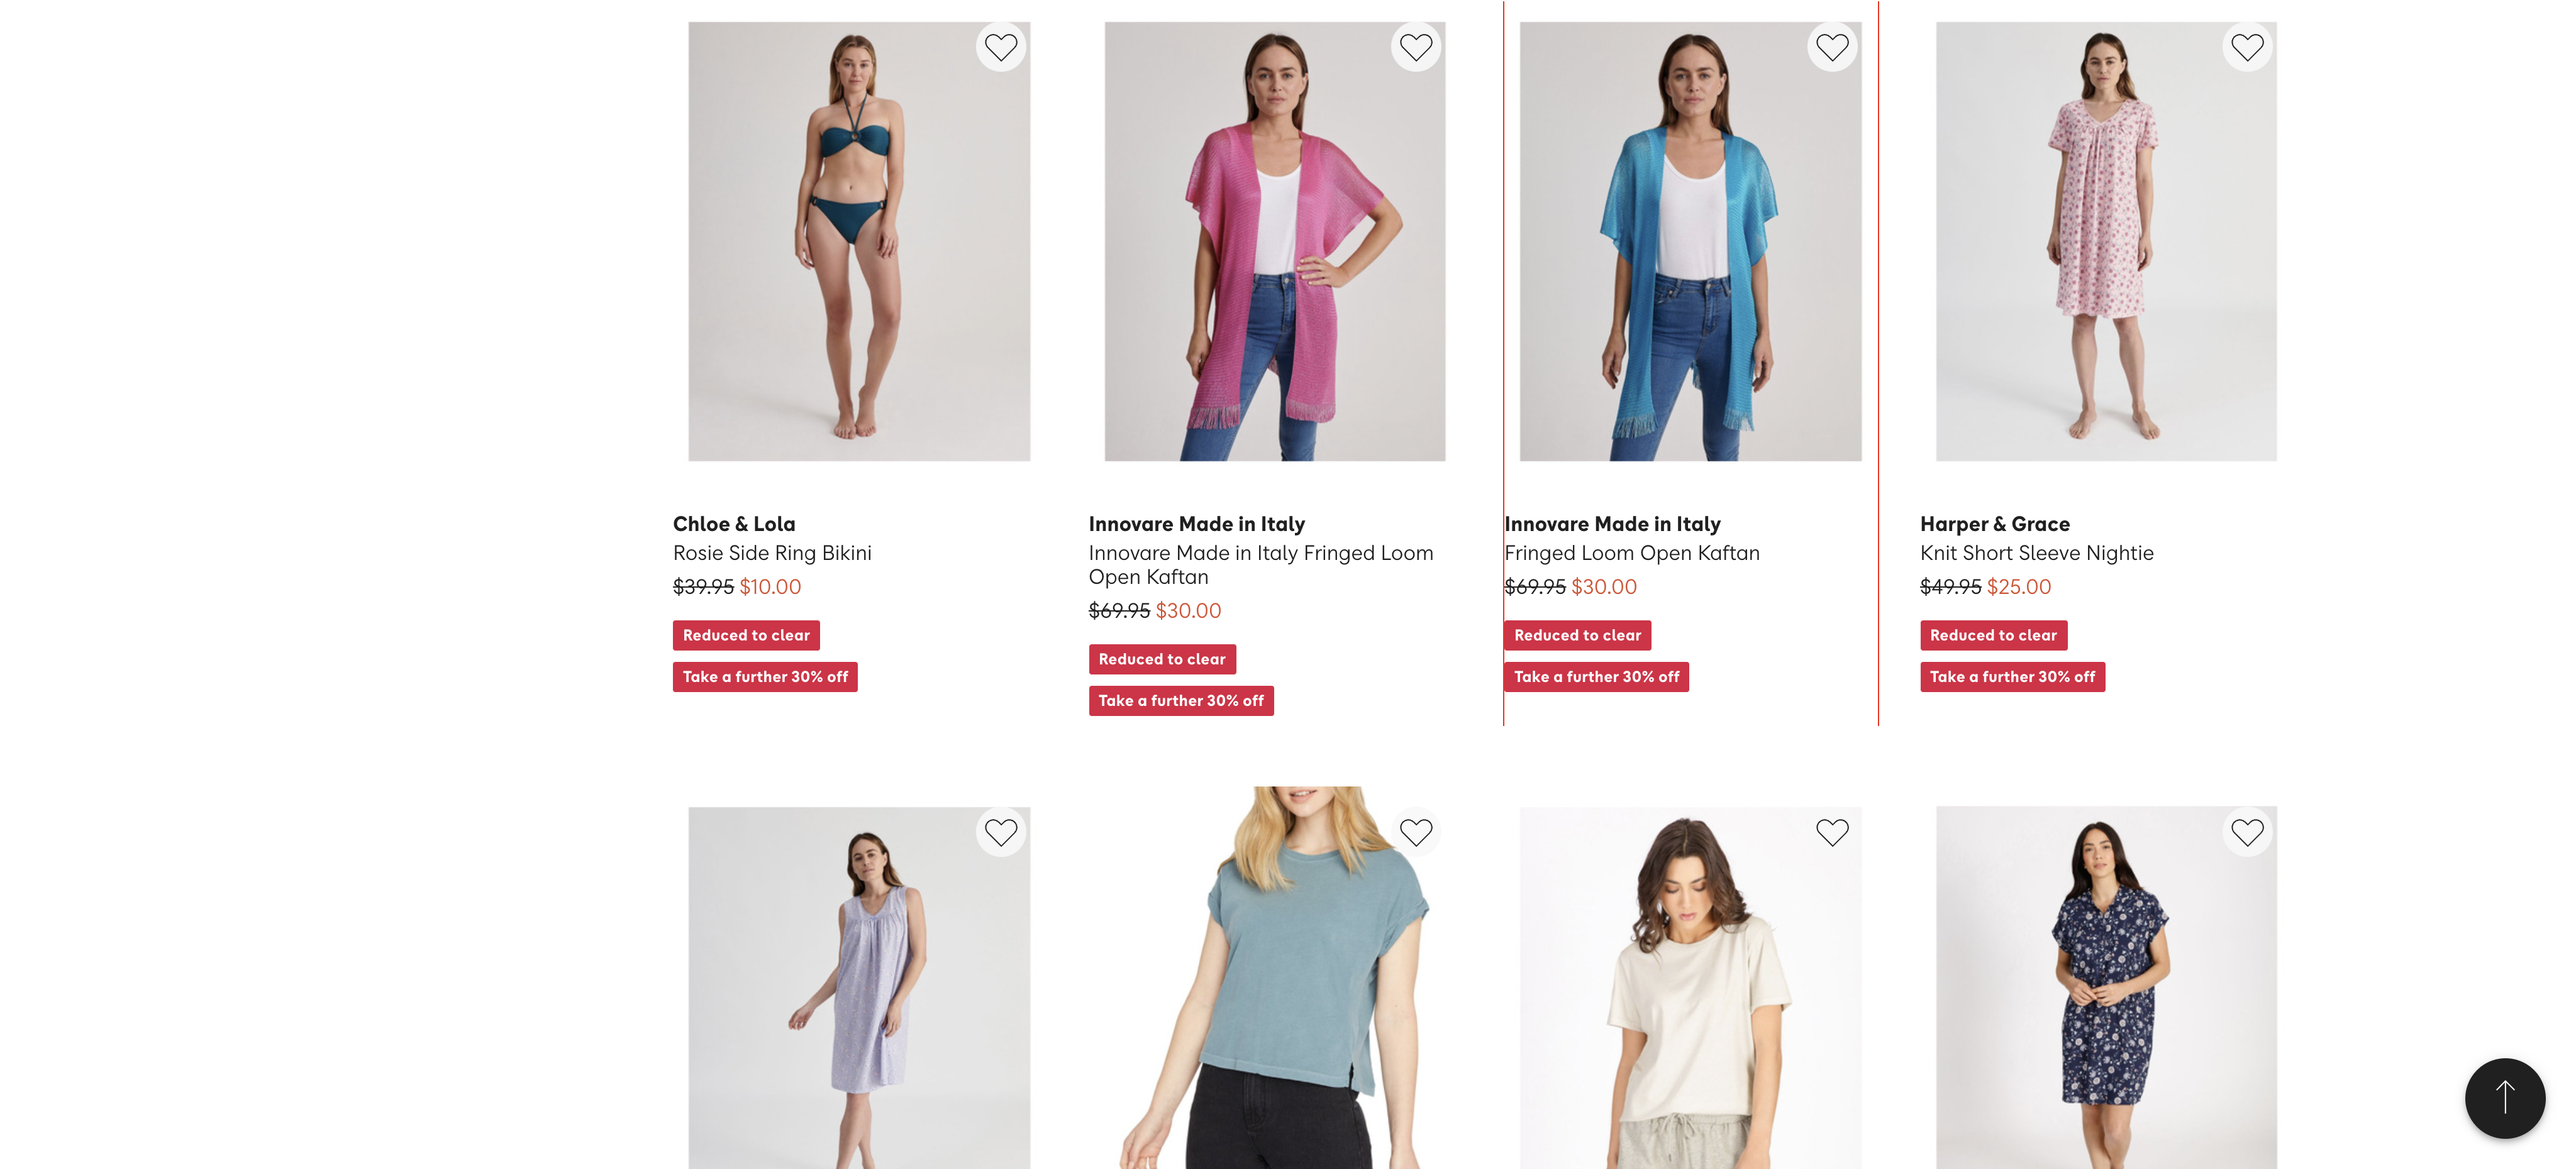 Chloe & Lola
Rosie Side Ring Bikini
$39.95 $10.00
Reduced to clear
Take a further 30% off
Innovare Made in Italy
Innovare Made in Italy Fringed Loom
Open Kaftan
$69.95 $30.00
Reduced to clear
Take a further 30% off
Innovare Made in Italy
Fringed Loom Open Kaftan
$69.95 $30.00
Reduced to clear
Take a further 30% off
Harper & Grace
Knit Short Sleeve Nightie
$49.95 $25.00
Reduced to clear
Take a further 30% off